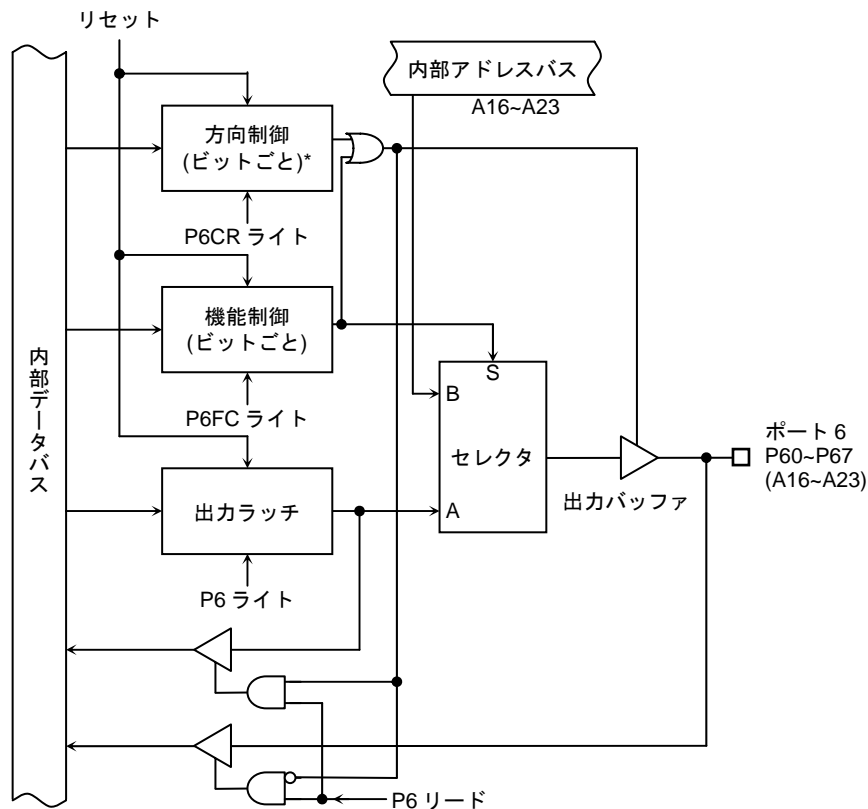 リセット
内部アドレスバス
A16~A23
方向制御
(ビットごと)*
P6CR ライト
機能制御
(ビットごと)
P6FC ライト
内部データバス
S
B
セレクタ
A
出力バッファ
ポート 6
P60~P67
(A16~A23)
出力ラッチ
P6 ライト
P6 リード